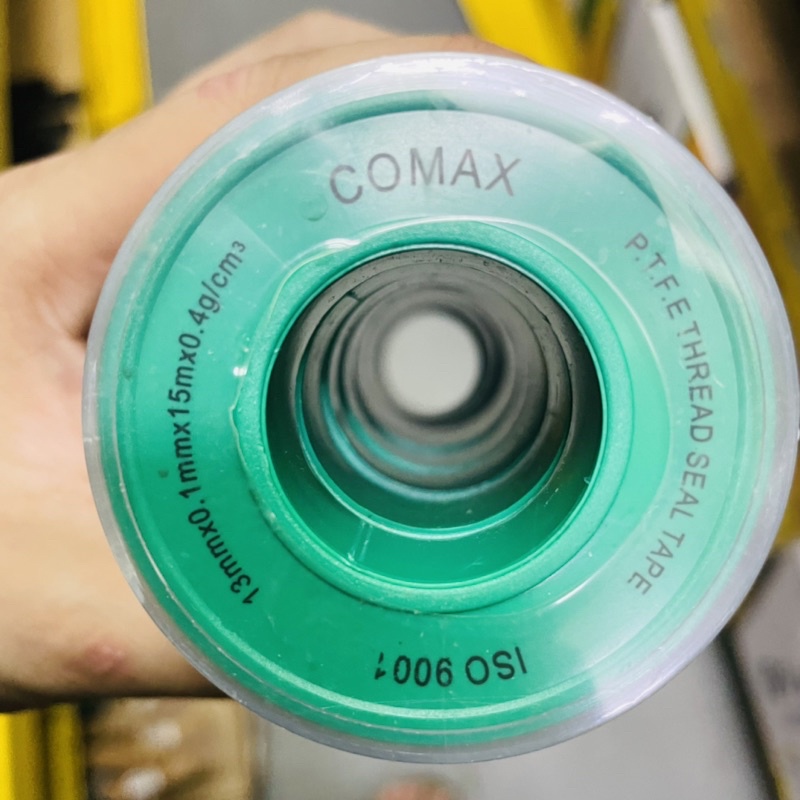 COMAX
P.T.F.E THREAD SEAL TAPE
ISO 9001
13mmx0.1mmx15mx0.4g/cm³